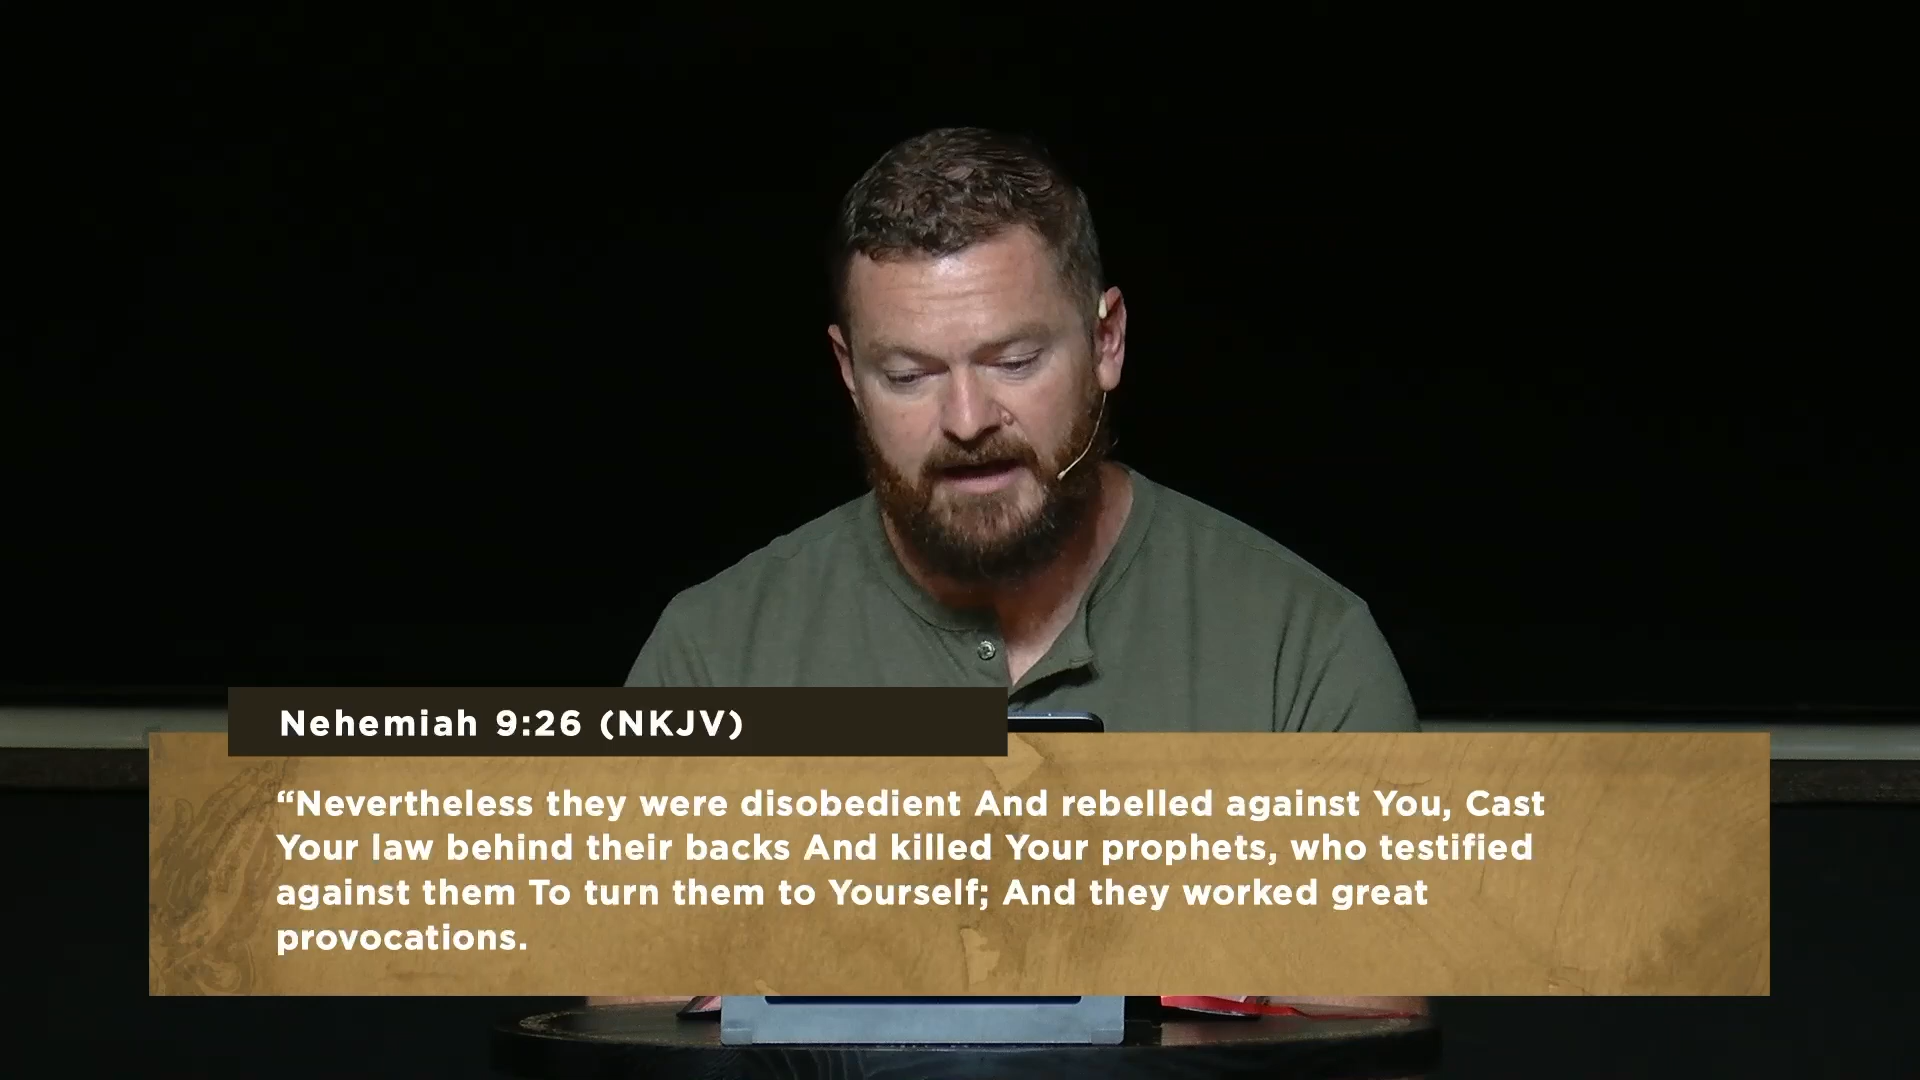 Nehemiah 9:26 (NKJV)
“Nevertheless they were disobedient And rebelled against You, Cast
Your law behind their backs And killed Your prophets, who testified
against them To turn them to Yourself; And they worked great
provocations.